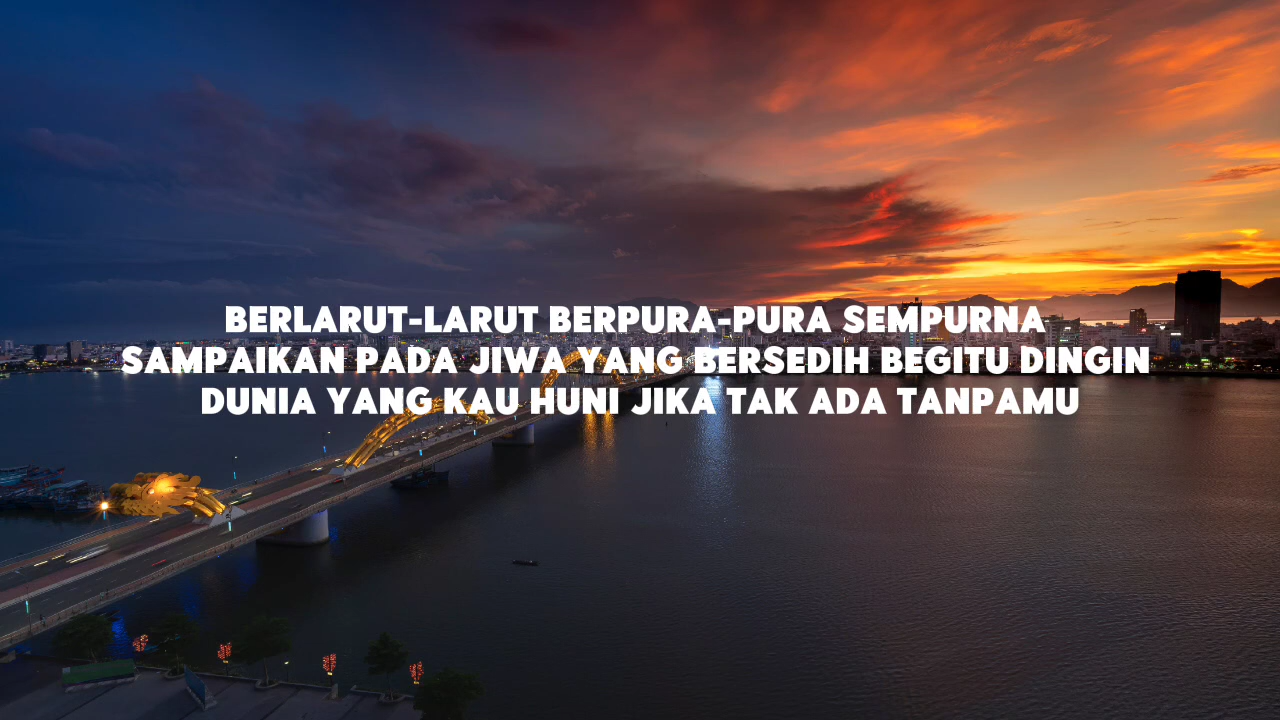 BERLARUT-LARUT BERPURA-PURA SEMPURNA
SAMPAIKAN PADA JIWA YANG BERSEDIH BEGITU DINGIN
DUNIA YANG KAU HUNI JIKA TAK ADA TANPAMU